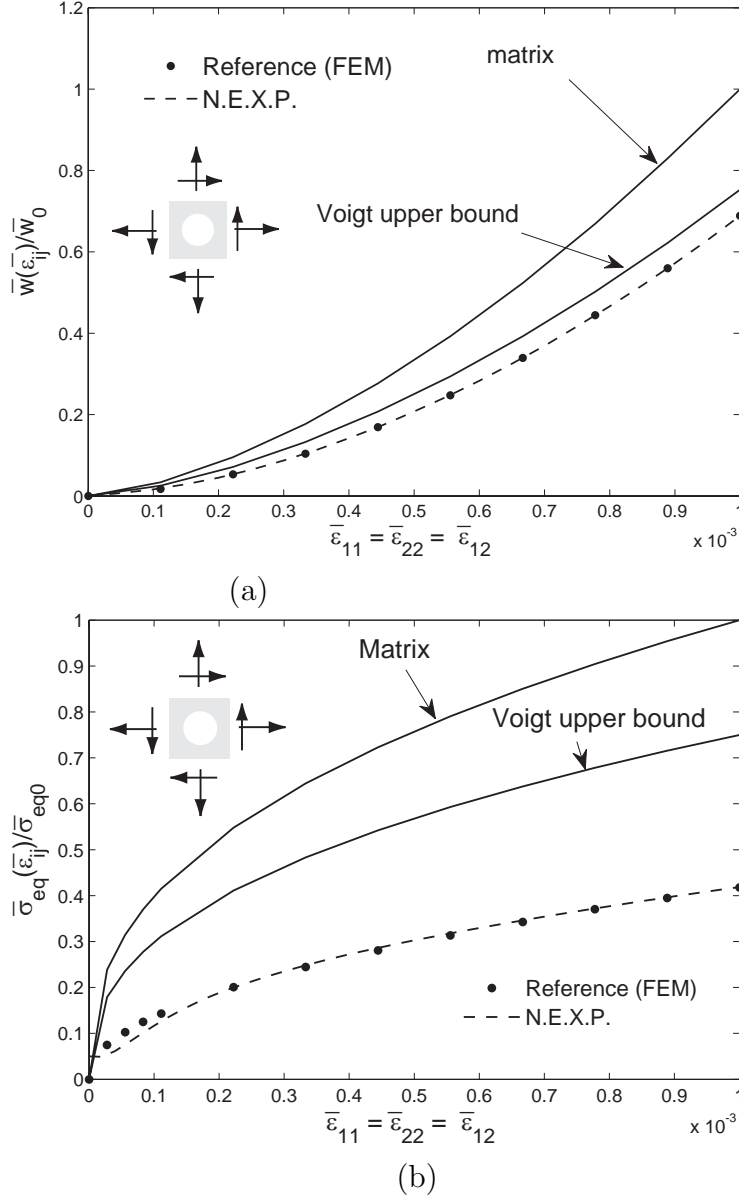 1.2
1
0.8
0.6
0.4
0.2
0
w̅(ε̅ij)/w̅0
Reference (FEM)
N.E.X.P.
matrix
Voigt upper bound
0 0.1 0.2 0.3 0.4 0.5 0.6 0.7 0.8 0.9 1
x 10⁻³
ε̅11 = ε̅22 = ε̅12
(a)
1
0.9
0.8
0.7
0.6
0.5
0.4
0.3
0.2
0.1
0
σ̅eq(ε̅ij)/σ̅eq0
Matrix
Voigt upper bound
Reference (FEM)
N.E.X.P.
0 0.1 0.2 0.3 0.4 0.5 0.6 0.7 0.8 0.9 1
x 10⁻³
ε̅11 = ε̅22 = ε̅12
(b)